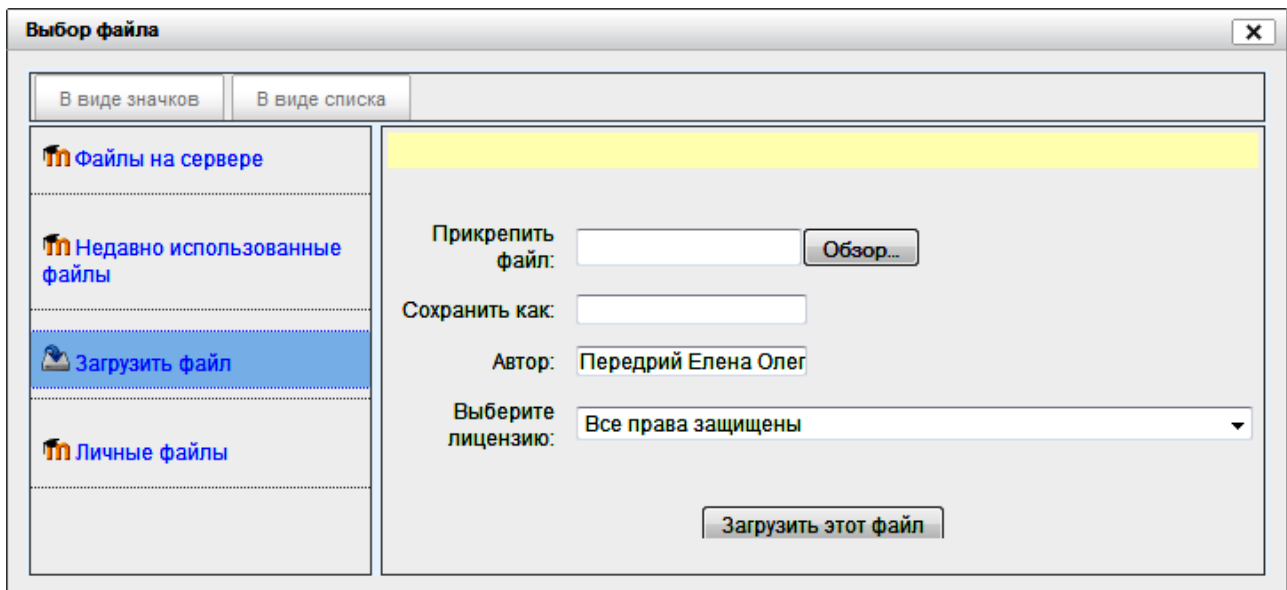 Выбор файла
В виде значков
В виде списка
Файлы на сервере
Недавно использованные
файлы
Загрузить файл
Личные файлы
Прикрепить
файл:
Обзор...
Сохранить как:
Автор:
Передрий Елена Олег
Выберите
лицензию:
Все права защищены
Загрузить этот файл